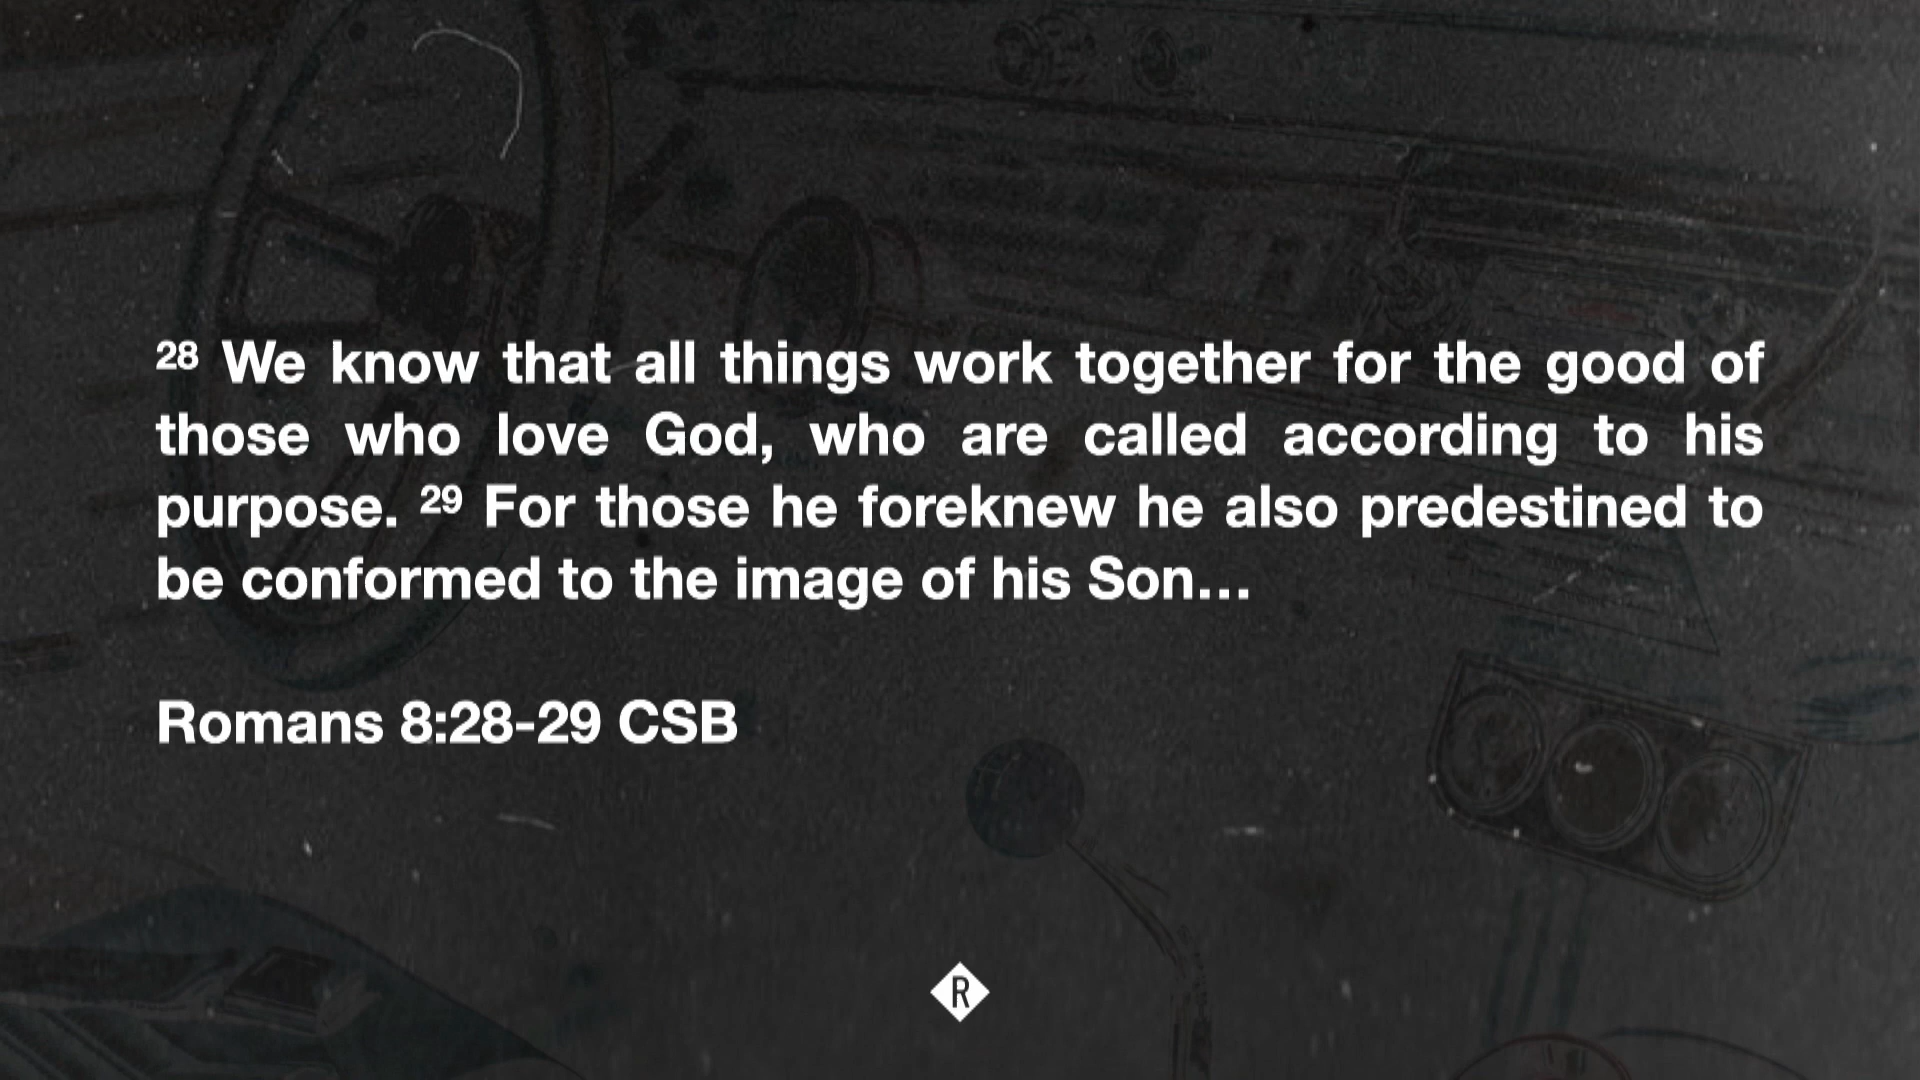 ²⁸ We know that all things work together for the good of
those who love God, who are called according to his
purpose. ²⁹ For those he foreknew he also predestined to
be conformed to the image of his Son…
Romans 8:28-29 CSB
R